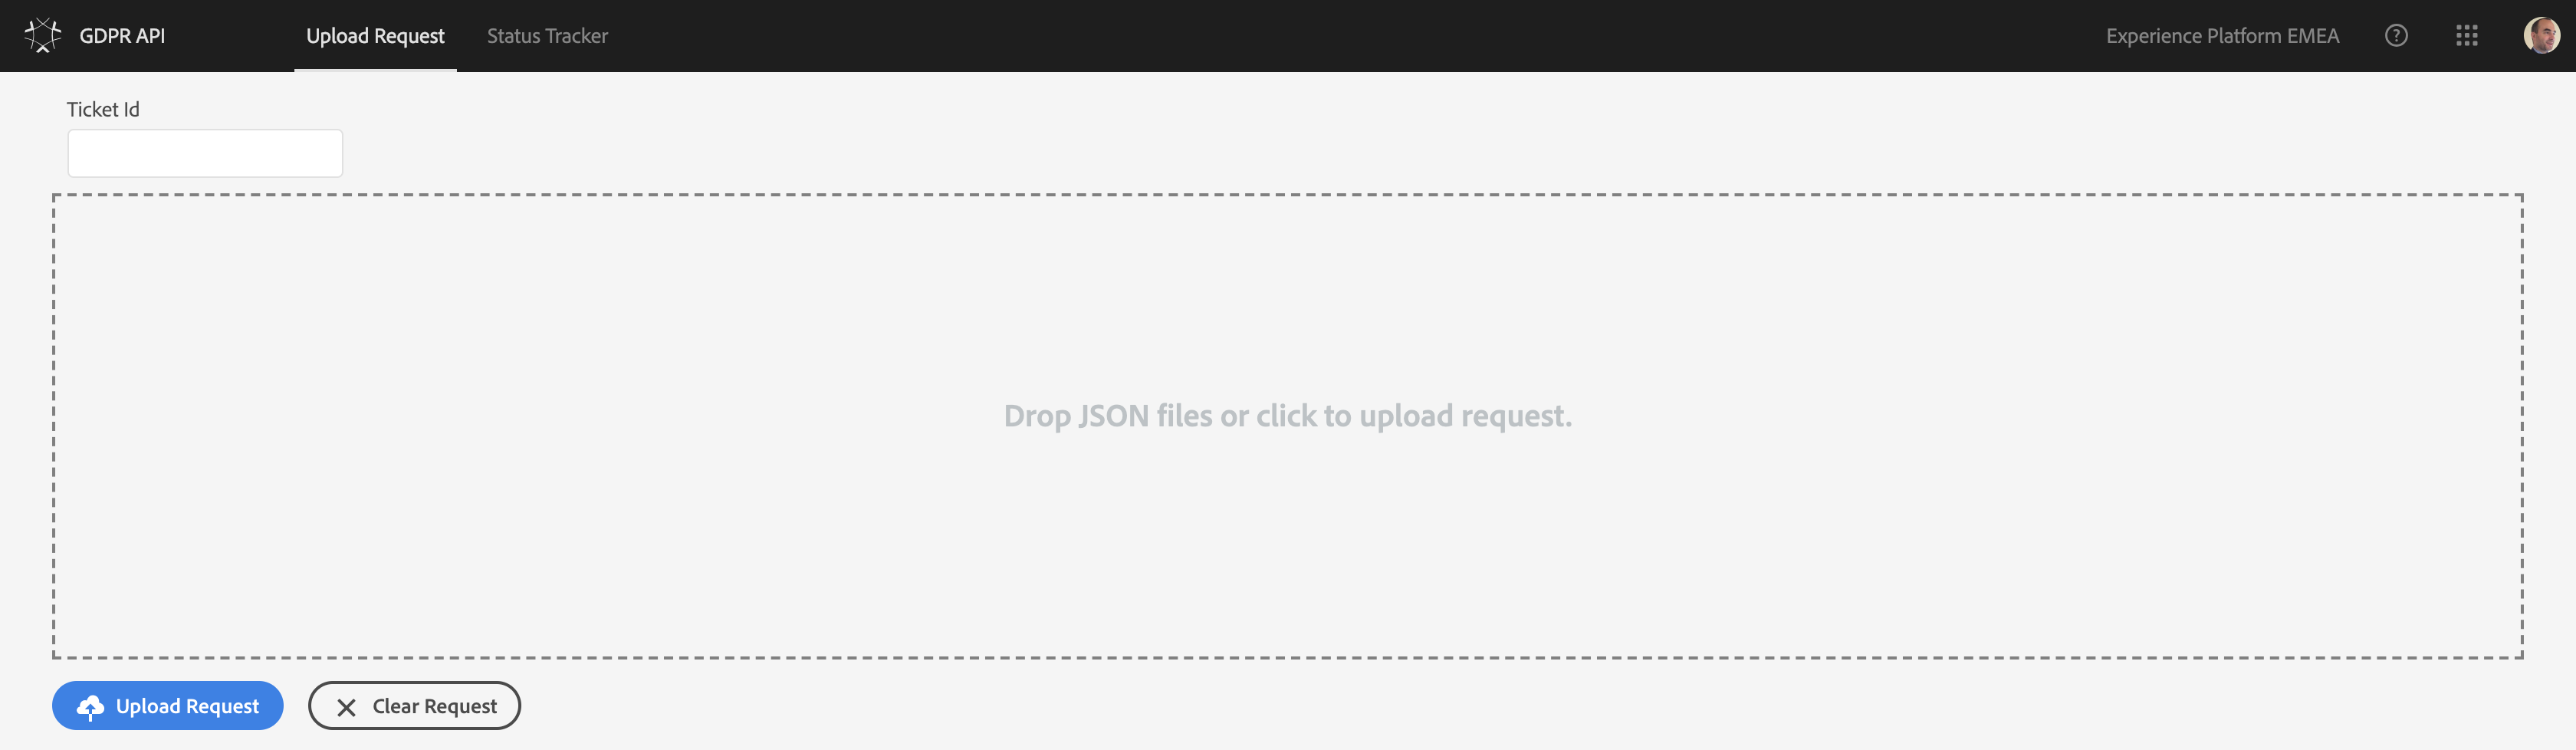 GDPR API
Upload Request
Status Tracker
Experience Platform EMEA
Ticket Id
Drop JSON files or click to upload request.
Upload Request
Clear Request